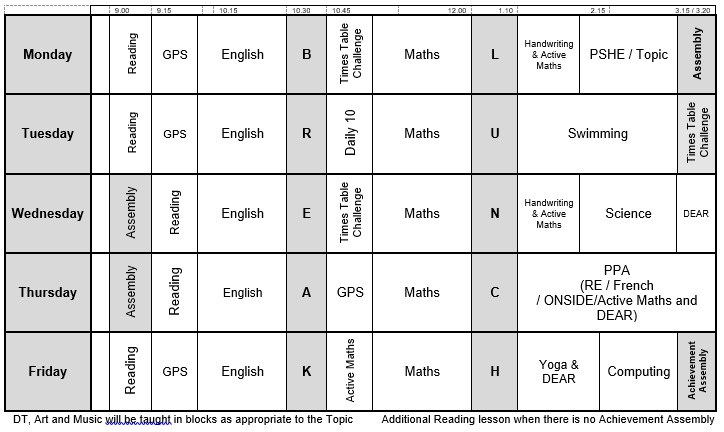 9.00 9.15 10.15 10.30 10.45 12.00 1.10 2.15 3.15 / 3.20
Monday
Reading
GPS
English
B
Times Table
Challenge
Maths
L
Handwriting
& Active
Maths
PSHE / Topic
Assembly
Tuesday
Reading
GPS
English
R
Daily 10
Maths
U
Swimming
Times Table
Challenge
Wednesday
Assembly
Reading
English
E
Times Table
Challenge
Maths
N
Handwriting
& Active
Maths
Science
DEAR
Thursday
Assembly
Reading
English
A
GPS
Maths
C
PPA
(RE / French
/ ONSIDE/Active Maths and
DEAR)
Friday
Reading
GPS
English
K
Active Maths
Maths
H
Yoga &
DEAR
Computing
Achievement
Assembly
DT, Art and Music will be taught in blocks as appropriate to the Topic
Additional Reading lesson when there is no Achievement Assembly